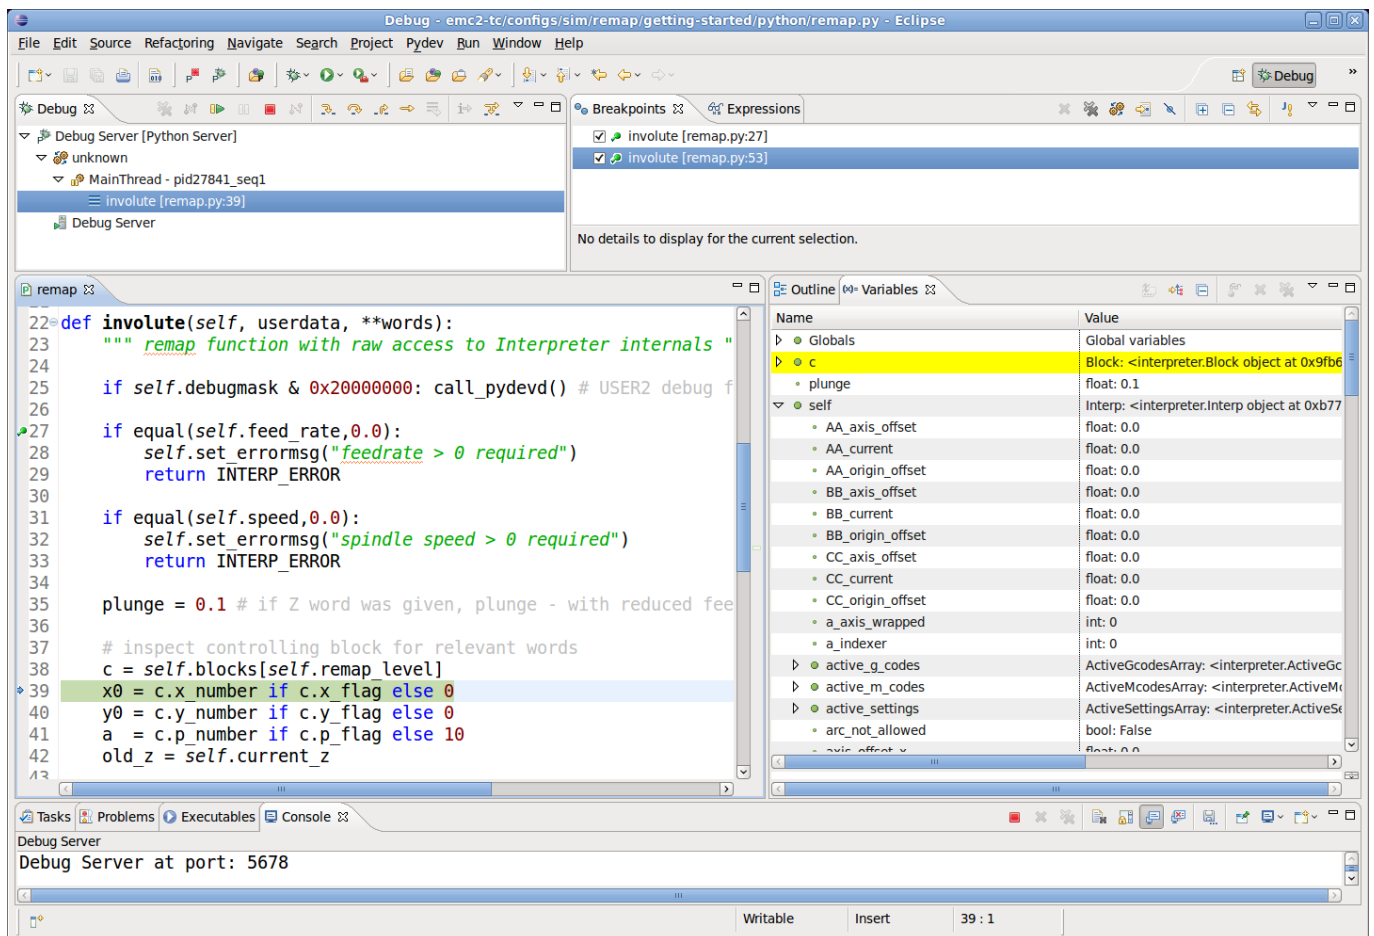 Debug - emc2-tc/configs/sim/remap/getting-started/python/remap.py - Eclipse
File Edit Source Refactoring Navigate Search Project Pydev Run Window Help
Debug »
Debug
Debug Server [Python Server]
unknown
MainThread - pid27841_seq1
involute [remap.py:39]
Debug Server
Breakpoints Expressions
involute [remap.py:27]
involute [remap.py:53]
No details to display for the current selection.
remap
22 def involute(self, userdata, **words):
23 """ remap function with raw access to Interpreter internals "
24
25 if self.debugmask & 0x20000000: call_pydevd() # USER2 debug f
26
27 if equal(self.feed_rate,0.0):
28 self.set_errormsg("feedrate > 0 required")
29 return INTERP_ERROR
30
31 if equal(self.speed,0.0):
32 self.set_errormsg("spindle speed > 0 required")
33 return INTERP_ERROR
34
35 plunge = 0.1 # if Z word was given, plunge - with reduced fee
36
37 # inspect controlling block for relevant words
38 c = self.blocks[self.remap_level]
39 x0 = c.x_number if c.x_flag else 0
40 y0 = c.y_number if c.y_flag else 0
41 a = c.p_number if c.p_flag else 10
42 old_z = self.current_z
43
Outline Variables
Name Value
Globals Global variables
c Block: <interpreter.Block object at 0x9fb6
plunge float: 0.1
self Interp: <interpreter.Interp object at 0xb77
AA_axis_offset float: 0.0
AA_current float: 0.0
AA_origin_offset float: 0.0
BB_axis_offset float: 0.0
BB_current float: 0.0
BB_origin_offset float: 0.0
CC_axis_offset float: 0.0
CC_current float: 0.0
CC_origin_offset float: 0.0
a_axis_wrapped int: 0
a_indexer int: 0
active_g_codes ActiveGcodesArray: <interpreter.ActiveGc
active_m_codes ActiveMcodesArray: <interpreter.ActiveMc
active_settings ActiveSettingsArray: <interpreter.ActiveSe
arc_not_allowed bool: False
axis_offset_x float: 0.0
Tasks Problems Executables Console
Debug Server
Debug Server at port: 5678
Writable Insert 39 : 1